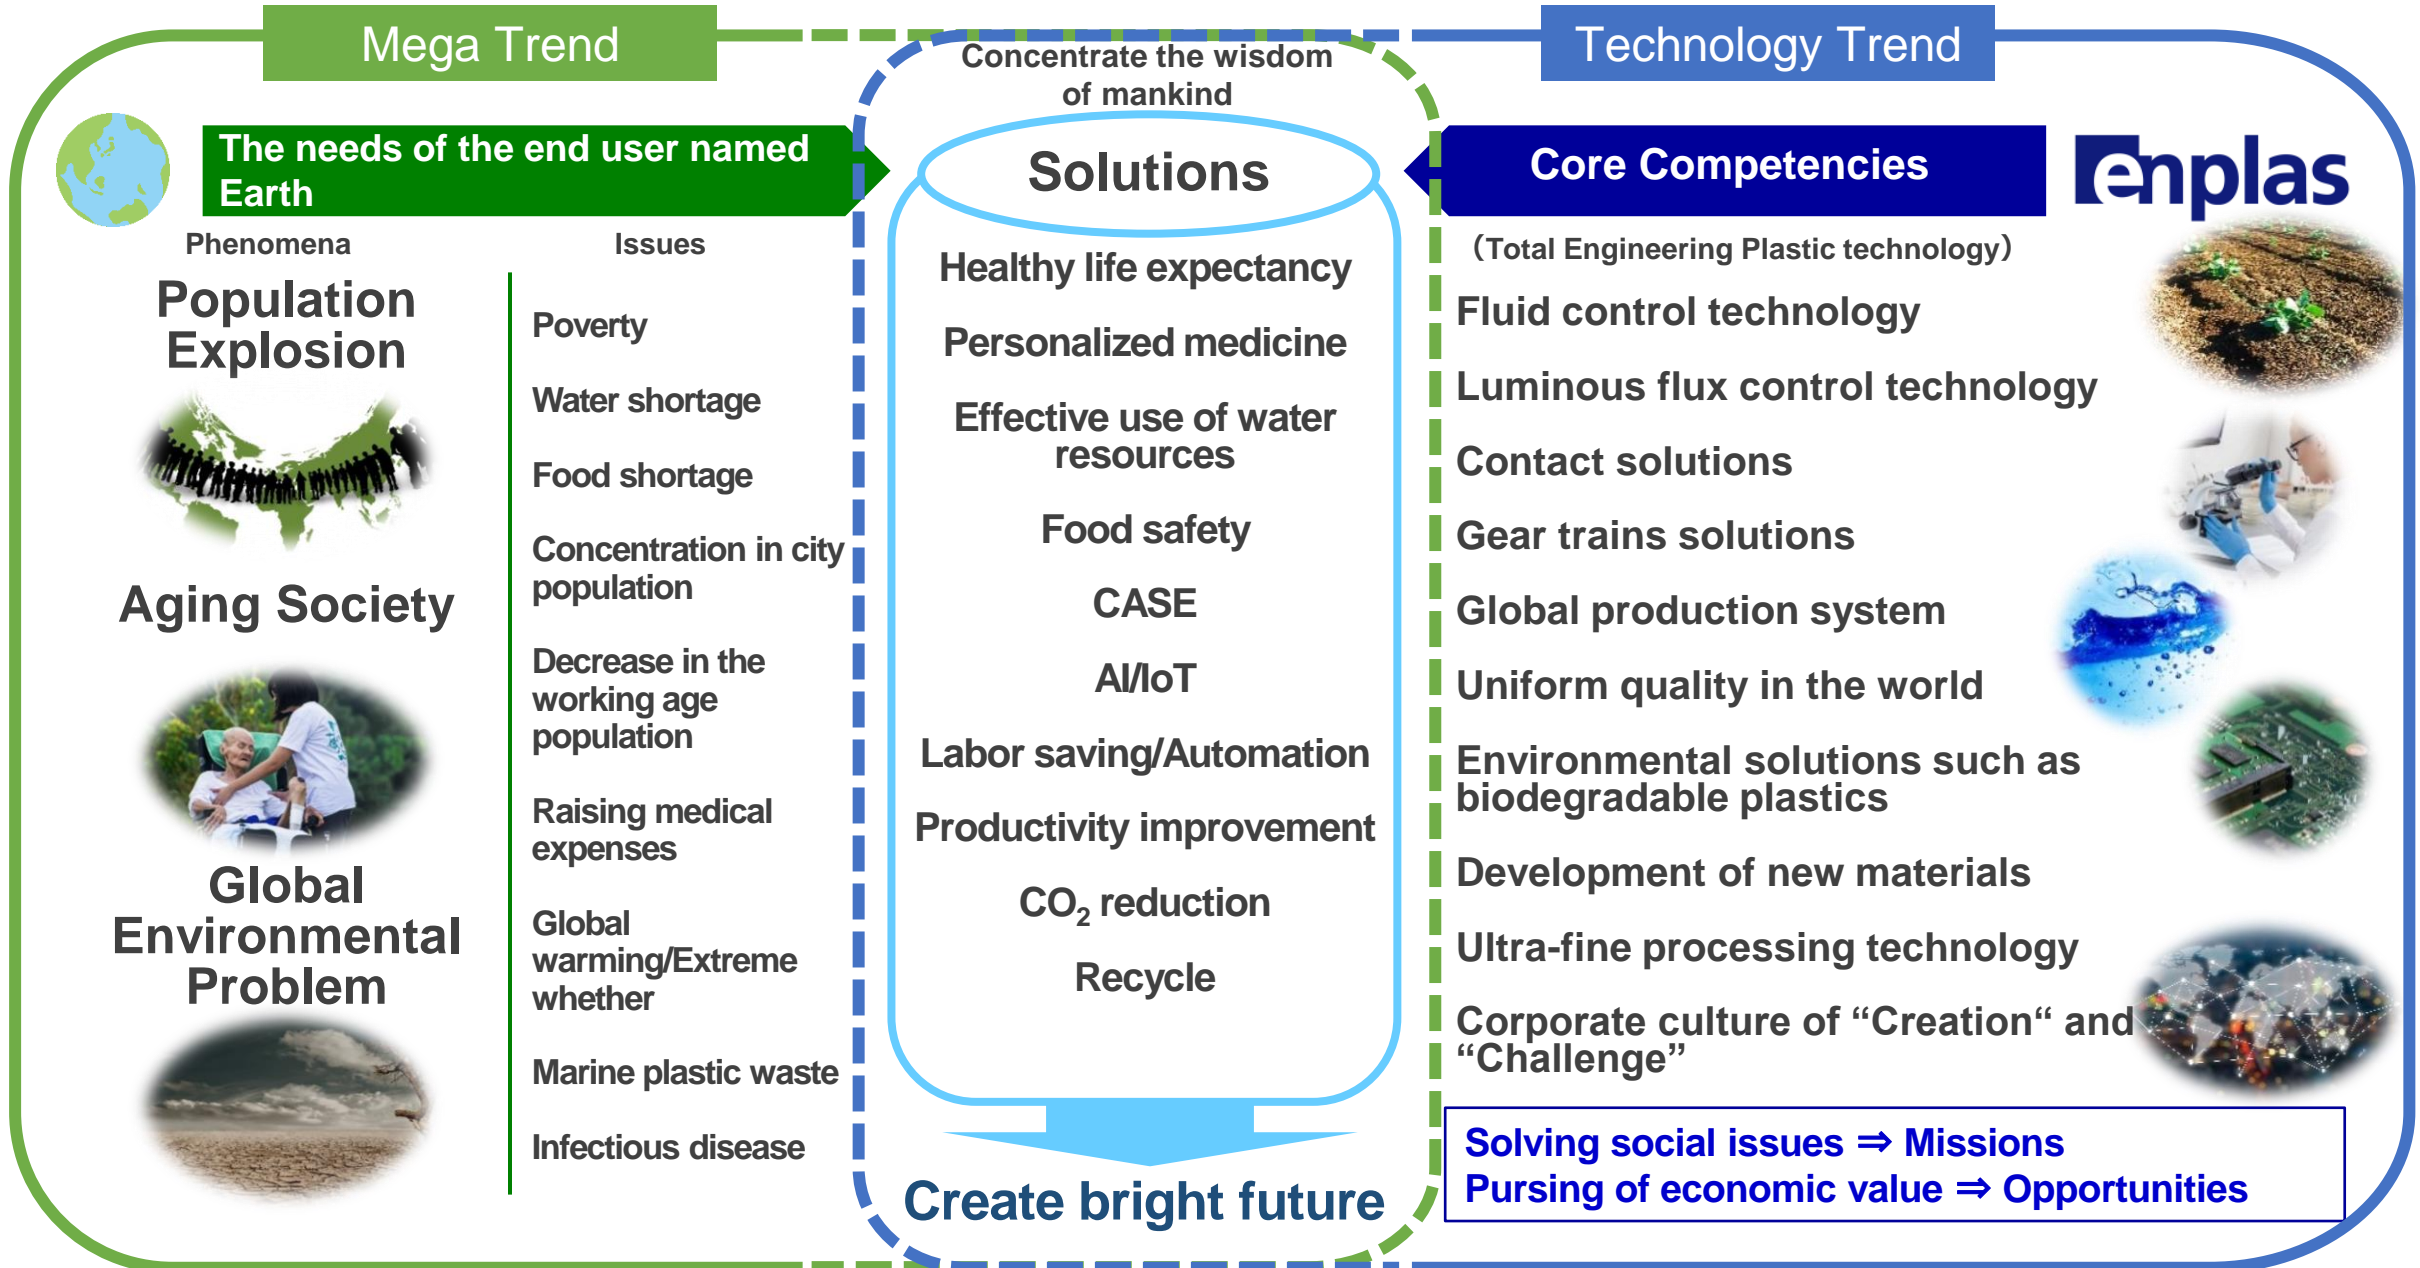 Mega Trend
Technology Trend
Concentrate the wisdom
of mankind
The needs of the end user named
Earth
Solutions
Core Competencies
enplas
Phenomena
Issues
（Total Engineering Plastic technology）
Population
Explosion
Aging Society
Global
Environmental
Problem
Poverty
Water shortage
Food shortage
Concentration in city
population
Decrease in the
working age
population
Raising medical
expenses
Global
warming/Extreme
whether
Marine plastic waste
Infectious disease
Healthy life expectancy
Personalized medicine
Effective use of water
resources
Food safety
CASE
AI/IoT
Labor saving/Automation
Productivity improvement
CO₂ reduction
Recycle
Create bright future
Fluid control technology
Luminous flux control technology
Contact solutions
Gear trains solutions
Global production system
Uniform quality in the world
Environmental solutions such as
biodegradable plastics
Development of new materials
Ultra-fine processing technology
Corporate culture of “Creation“ and
“Challenge”
Solving social issues ⇒ Missions
Pursing of economic value ⇒ Opportunities